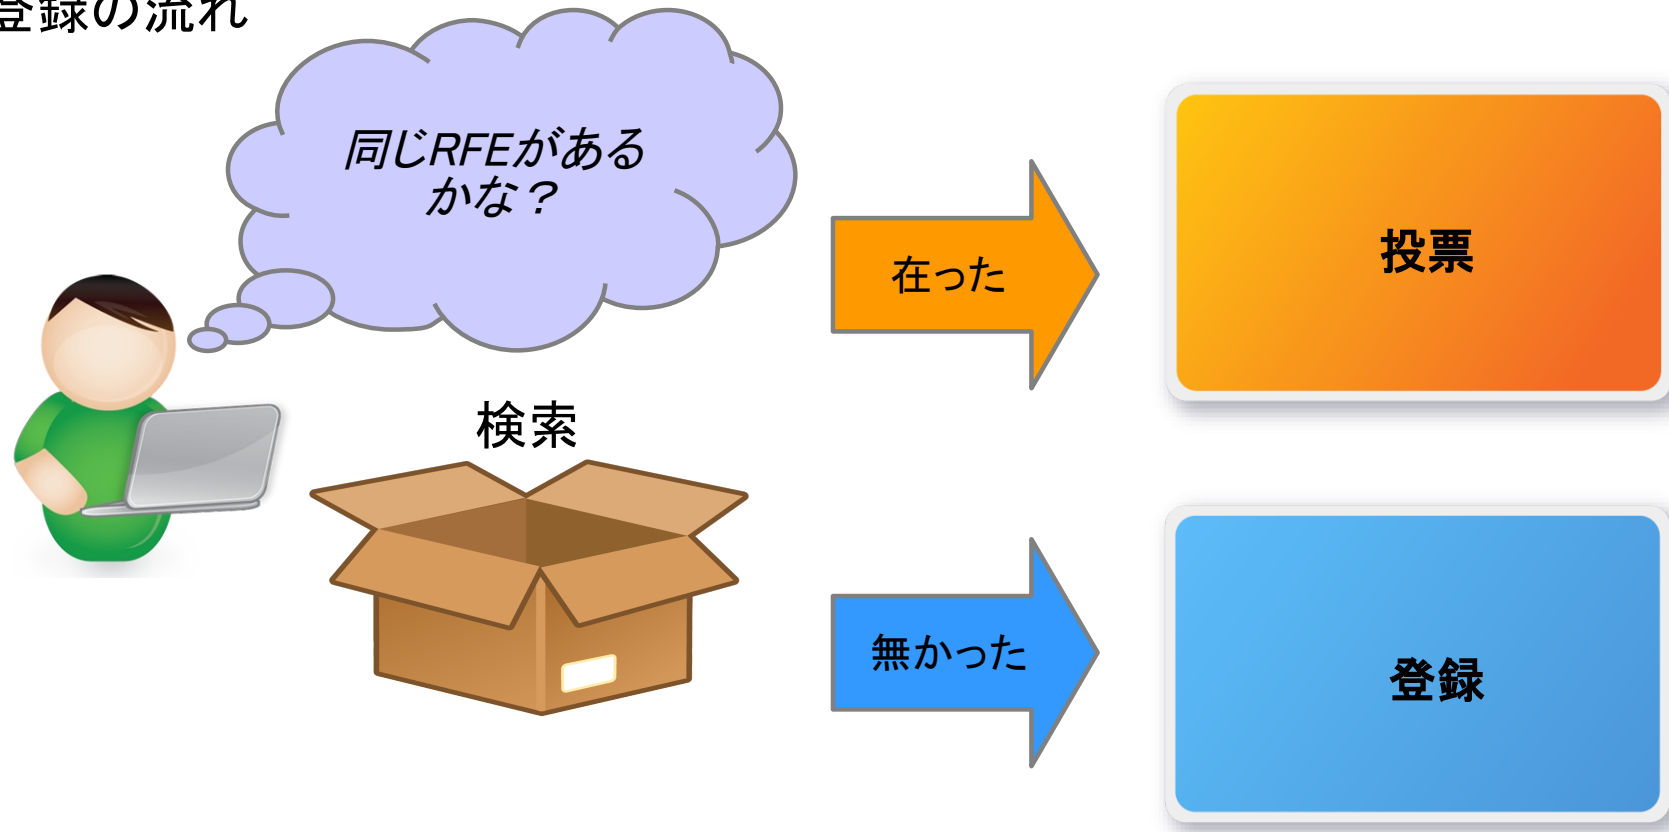 登録の流れ
同じRFEがある
かな？
在った
投票
検索
無かった
登録